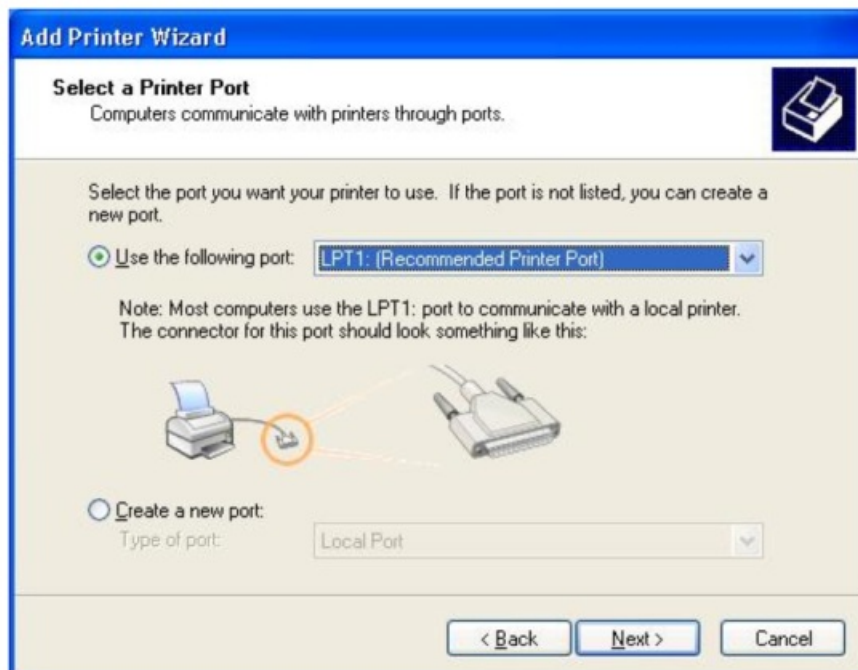 Add Printer Wizard
Select a Printer Port
Computers communicate with printers through ports.
Select the port you want your printer to use. If the port is not listed, you can create a
new port.
Use the following port: LPT1: (Recommended Printer Port)
Note: Most computers use the LPT1: port to communicate with a local printer.
The connector for this port should look something like this:
Create a new port:
Type of port: Local Port
< Back Next > Cancel